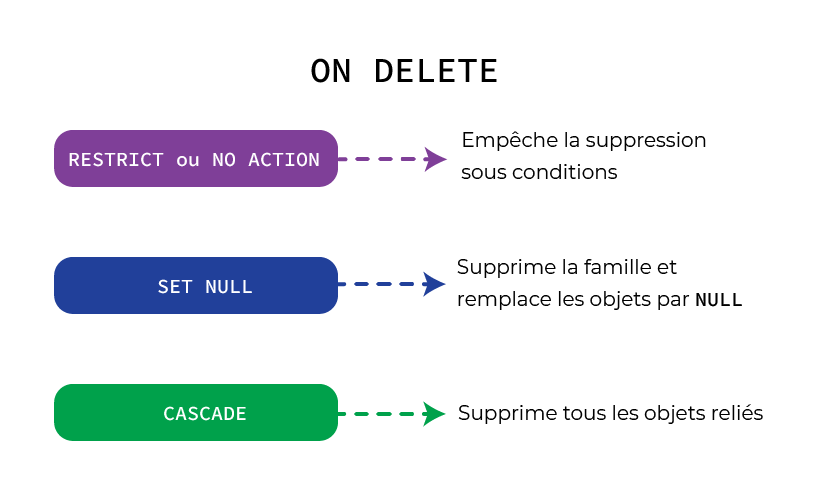 ON DELETE
RESTRICT ou NO ACTION
Empêche la suppression
sous conditions
SET NULL
Supprime la famille et
remplace les objets par NULL
CASCADE
Supprime tous les objets reliés